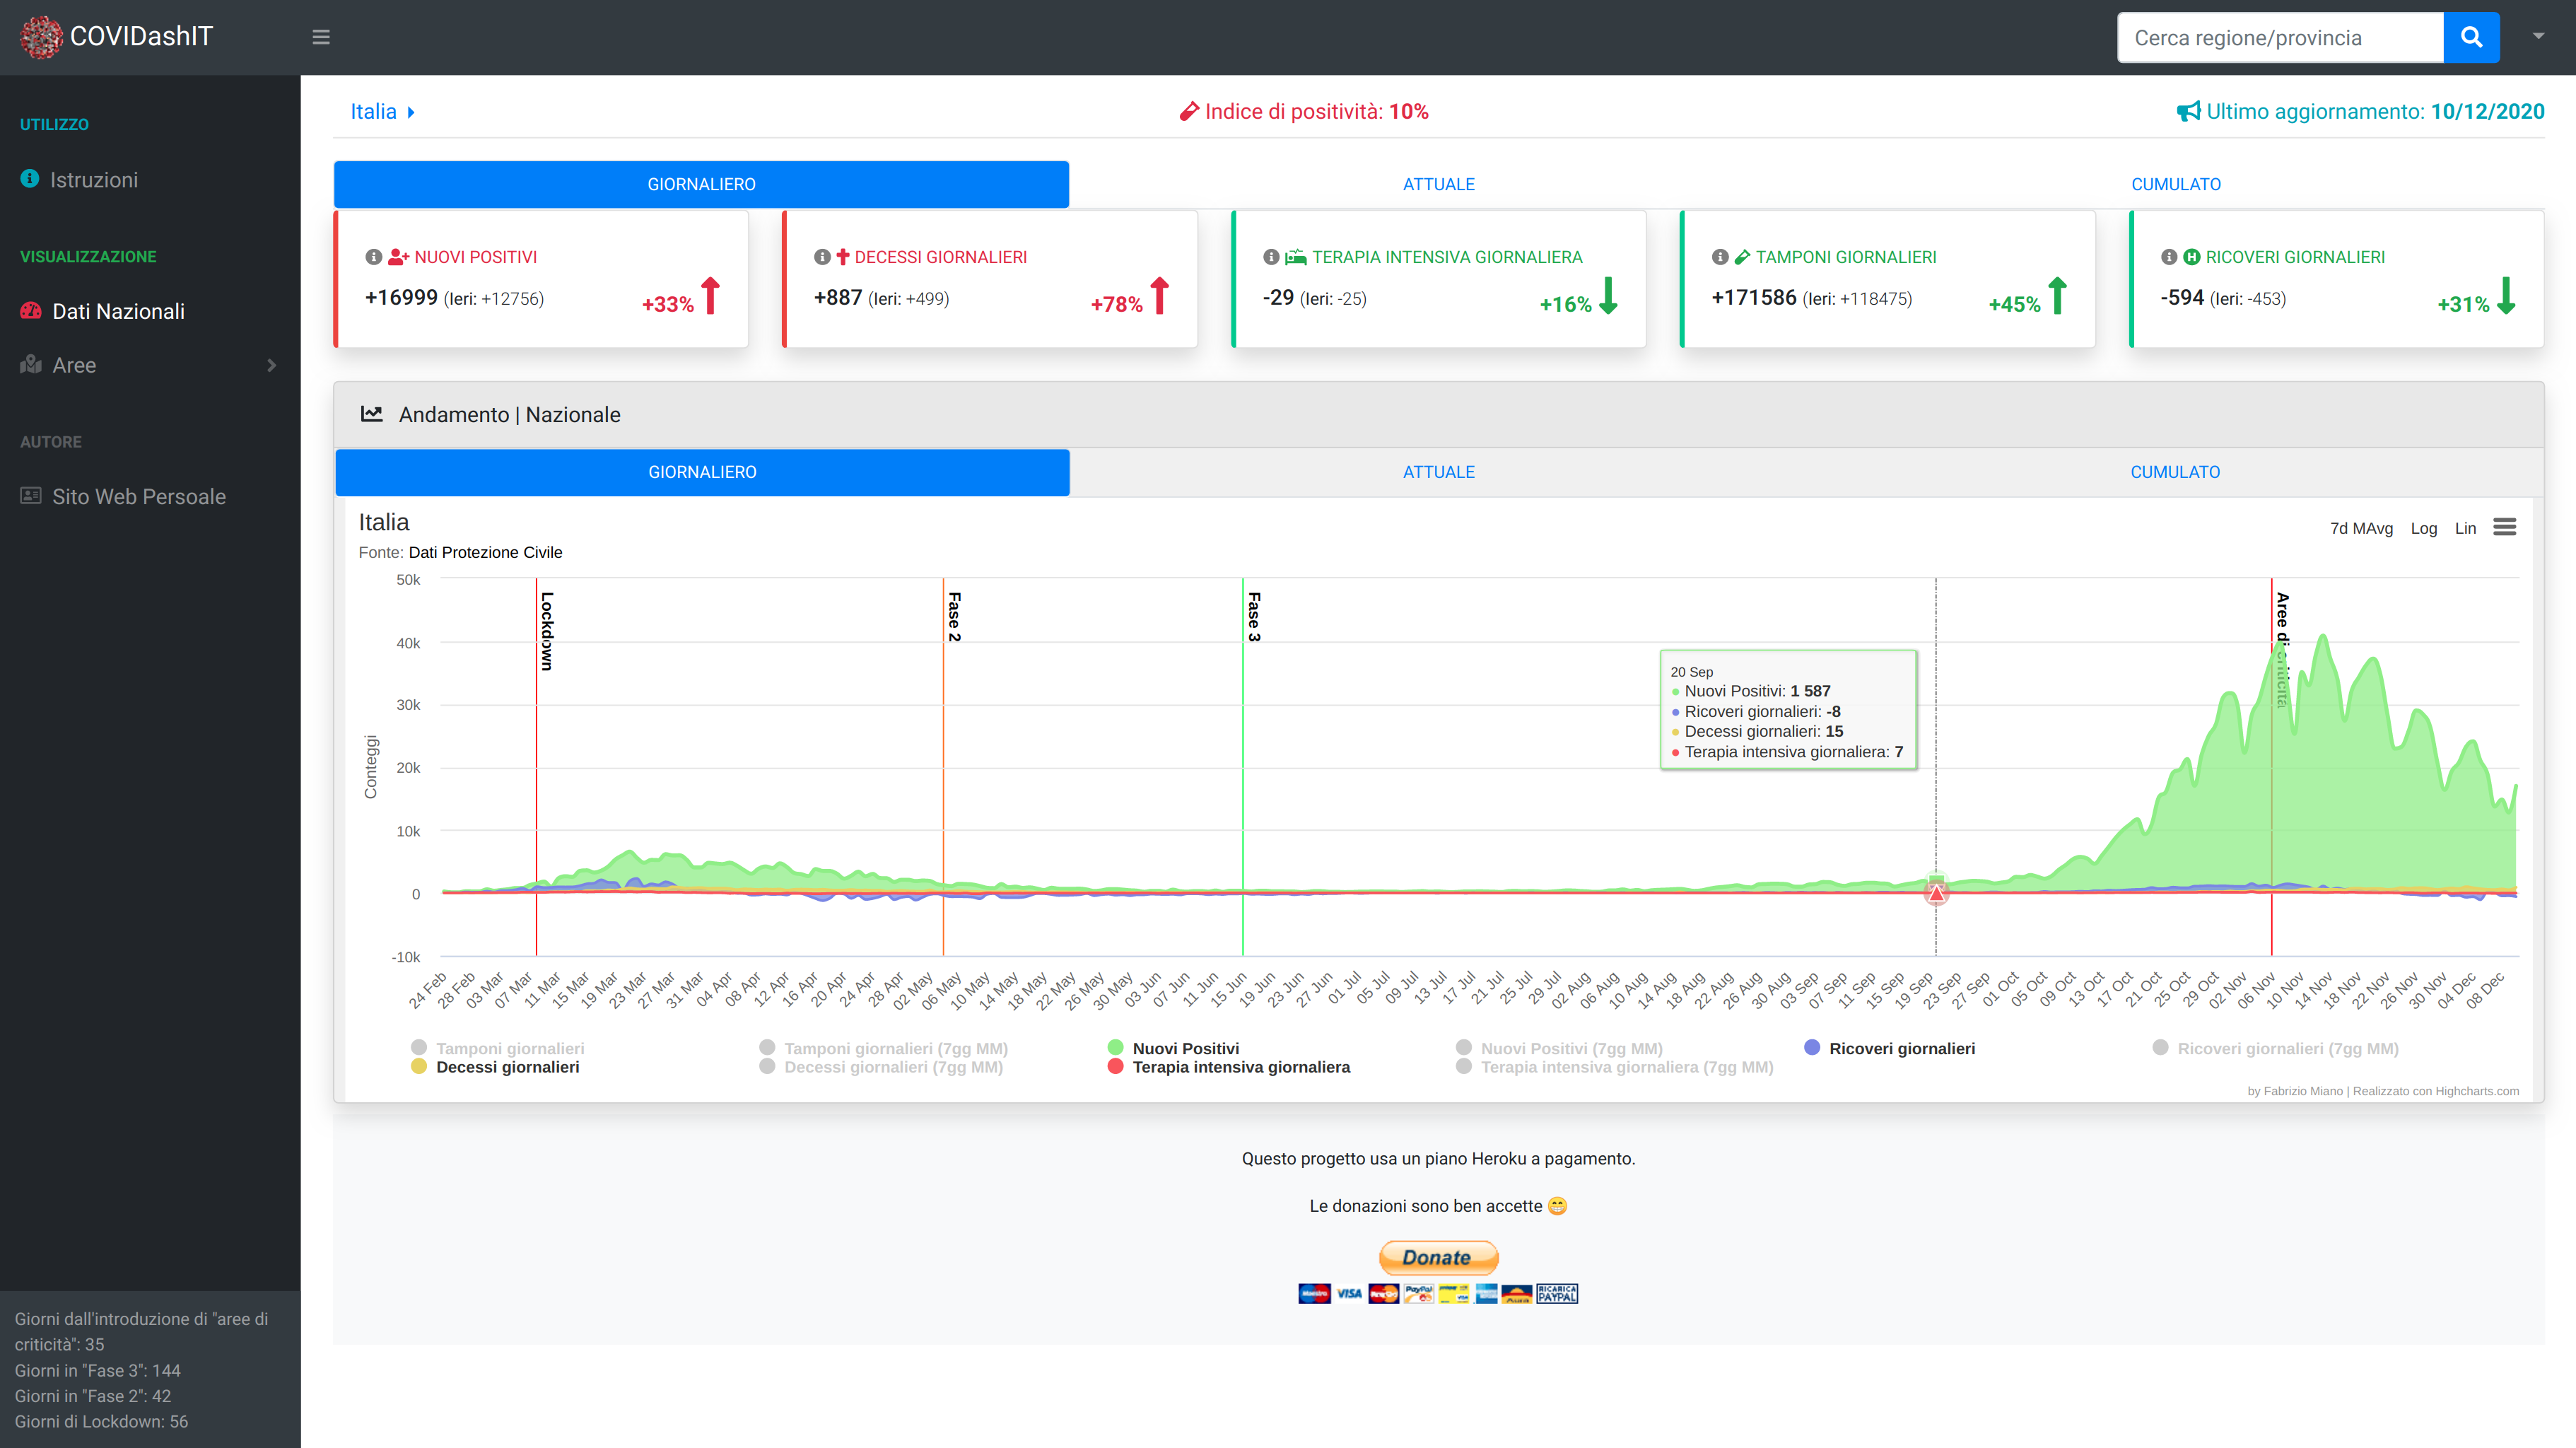 COVIDashIT
Cerca regione/provincia
UTILIZZO
Istruzioni
VISUALIZZAZIONE
Dati Nazionali
Aree
AUTORE
Sito Web Persoale
Giorni dall'introduzione di "aree di
criticità": 35
Giorni in "Fase 3": 144
Giorni in "Fase 2": 42
Giorni di Lockdown: 56
Italia
Indice di positività: 10%
Ultimo aggiornamento: 10/12/2020
GIORNALIERO ATTUALE CUMULATO
NUOVI POSITIVI
+16999 (Ieri: +12756) +33%
DECESSI GIORNALIERI
+887 (Ieri: +499) +78%
TERAPIA INTENSIVA GIORNALIERA
-29 (Ieri: -25) +16%
TAMPONI GIORNALIERI
+171586 (Ieri: +118475) +45%
RICOVERI GIORNALIERI
-594 (Ieri: -453) +31%
Andamento | Nazionale
GIORNALIERO ATTUALE CUMULATO
Italia
Fonte: Dati Protezione Civile
7d MAvg Log Lin
Conteggi
50k
40k
30k
20k
10k
0
-10k
Lockdown
Fase 2
Fase 3
Aree di criticità
20 Sep
Nuovi Positivi: 1 587
Ricoveri giornalieri: -8
Decessi giornalieri: 15
Terapia intensiva giornaliera: 7
24 Feb 28 Feb 03 Mar 07 Mar 11 Mar 15 Mar 19 Mar 23 Mar 27 Mar 31 Mar 04 Apr 08 Apr 12 Apr 16 Apr 20 Apr 24 Apr 28 Apr 02 May 06 May 10 May 14 May 18 May 22 May 26 May 30 May 03 Jun 07 Jun 11 Jun 15 Jun 19 Jun 23 Jun 27 Jun 01 Jul 05 Jul 09 Jul 13 Jul 17 Jul 21 Jul 25 Jul 29 Jul 02 Aug 06 Aug 10 Aug 14 Aug 18 Aug 22 Aug 26 Aug 30 Aug 03 Sep 07 Sep 11 Sep 15 Sep 19 Sep 23 Sep 27 Sep 01 Oct 05 Oct 09 Oct 13 Oct 17 Oct 21 Oct 25 Oct 29 Oct 02 Nov 06 Nov 10 Nov 14 Nov 18 Nov 22 Nov 26 Nov 30 Nov 04 Dec 08 Dec
Tamponi giornalieri Tamponi giornalieri (7gg MM) Nuovi Positivi Nuovi Positivi (7gg MM) Ricoveri giornalieri Ricoveri giornalieri (7gg MM)
Decessi giornalieri Decessi giornalieri (7gg MM) Terapia intensiva giornaliera Terapia intensiva giornaliera (7gg MM)
by Fabrizio Miano | Realizzato con Highcharts.com
Questo progetto usa un piano Heroku a pagamento.
Le donazioni sono ben accette 😁
Donate
Maestro VISA PayPal RICARICA
PAYPAL